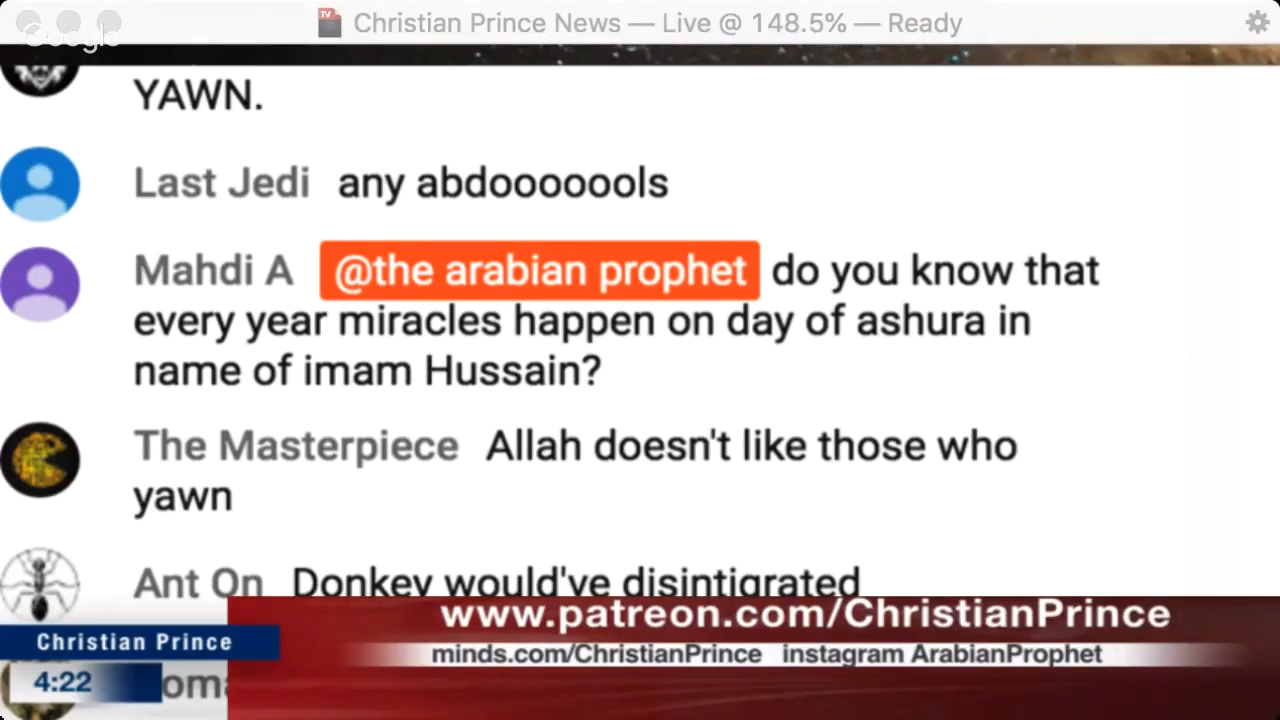 TV Christian Prince News — Live @ 148.5% — Ready
Google
YAWN.
Last Jedi any abdooooools
Mahdi A @the arabian prophet do you know that
every year miracles happen on day of ashura in
name of imam Hussain?
The Masterpiece Allah doesn't like those who
yawn
Ant On Donkey would've disintigrated
www.patreon.com/ChristianPrince
Christian Prince
minds.com/ChristianPrince instagram ArabianProphet
4:22